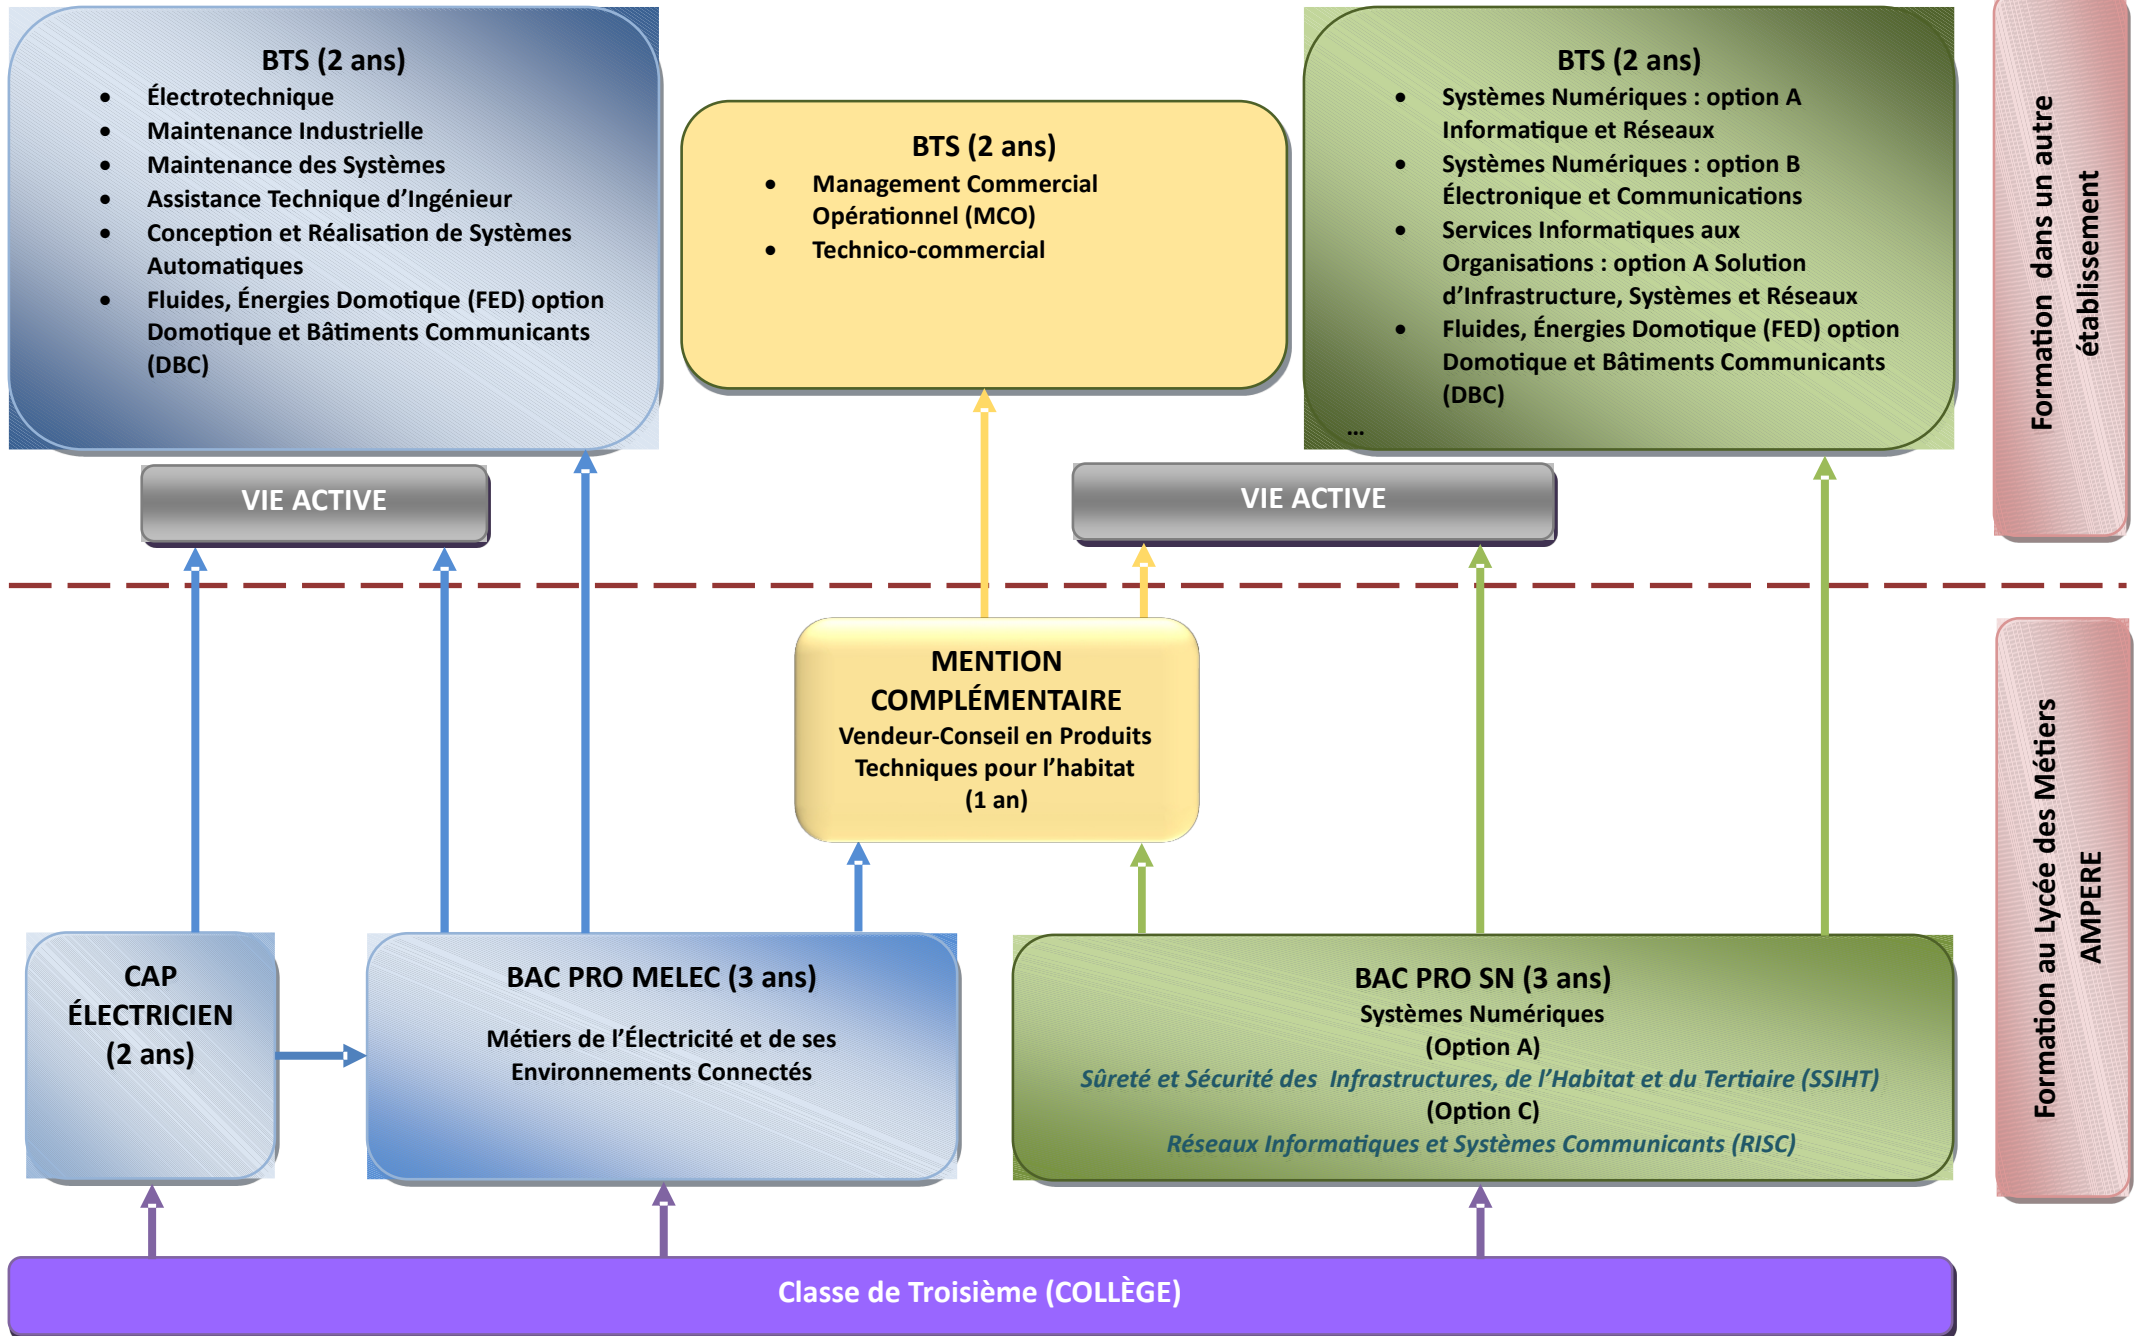 BTS (2 ans)
• Électrotechnique
• Maintenance Industrielle
• Maintenance des Systèmes
• Assistance Technique d’Ingénieur
• Conception et Réalisation de Systèmes
Automatiques
• Fluides, Énergies Domotique (FED) option
Domotique et Bâtiments Communicants
(DBC)
BTS (2 ans)
• Management Commercial
Opérationnel (MCO)
• Technico-commercial
BTS (2 ans)
• Systèmes Numériques : option A
Informatique et Réseaux
• Systèmes Numériques : option B
Électronique et Communications
• Services Informatiques aux
Organisations : option A Solution
d’Infrastructure, Systèmes et Réseaux
• Fluides, Énergies Domotique (FED) option
Domotique et Bâtiments Communicants
(DBC)
...
Formation dans un autre
établissement
VIE ACTIVE
VIE ACTIVE
MENTION
COMPLÉMENTAIRE
Vendeur-Conseil en Produits
Techniques pour l’habitat
(1 an)
Formation au Lycée des Métiers
AMPERE
CAP
ÉLECTRICIEN
(2 ans)
BAC PRO MELEC (3 ans)
Métiers de l’Électricité et de ses
Environnements Connectés
BAC PRO SN (3 ans)
Systèmes Numériques
(Option A)
Sûreté et Sécurité des Infrastructures, de l’Habitat et du Tertiaire (SSIHT)
(Option C)
Réseaux Informatiques et Systèmes Communicants (RISC)
Classe de Troisième (COLLÈGE)